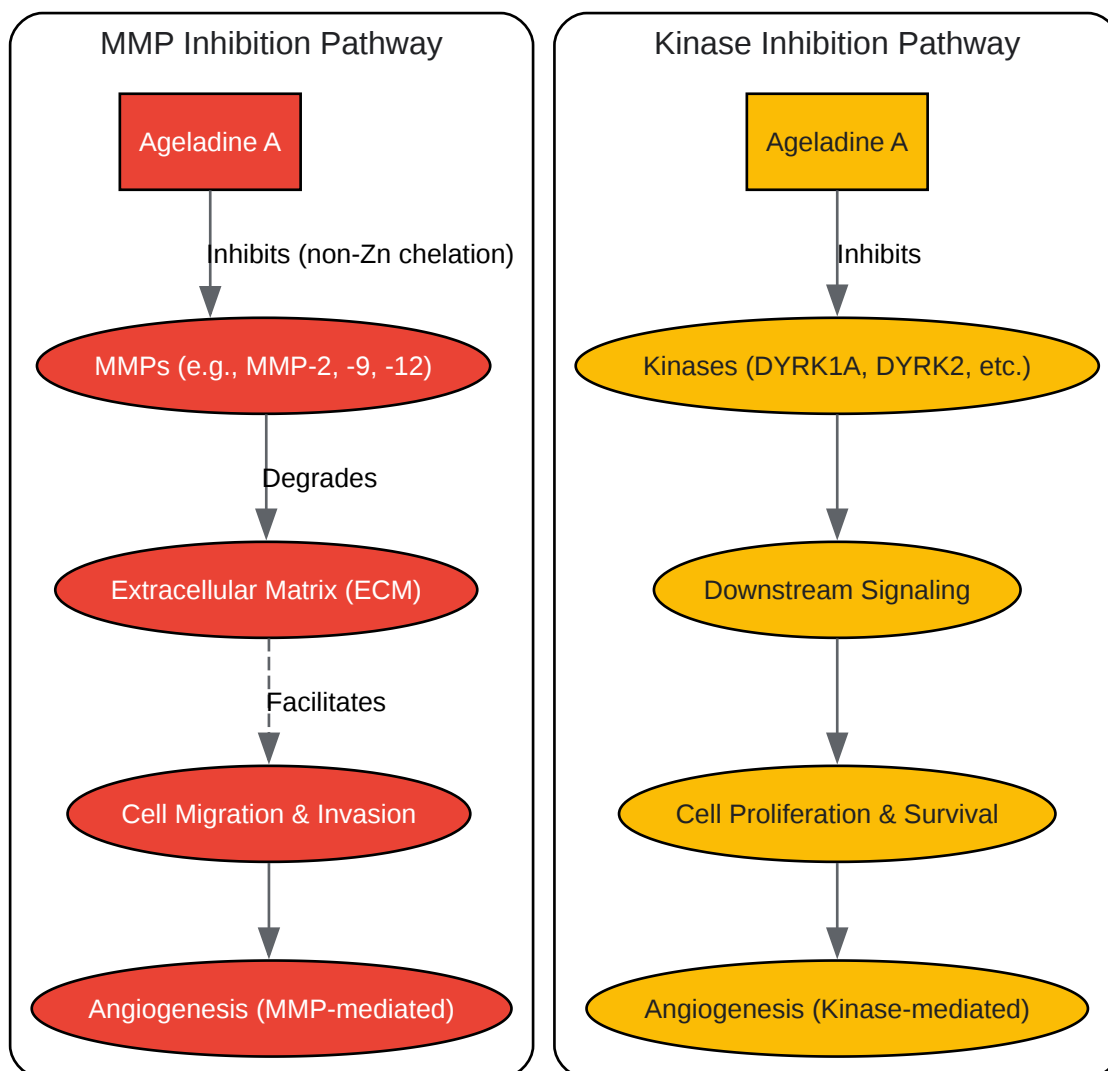 MMP Inhibition Pathway
Ageladine A
Inhibits (non-Zn chelation)
MMPs (e.g., MMP-2, -9, -12)
Degrades
Extracellular Matrix (ECM)
Facilitates
Cell Migration & Invasion
Angiogenesis (MMP-mediated)
Kinase Inhibition Pathway
Ageladine A
Inhibits
Kinases (DYRK1A, DYRK2, etc.)
Downstream Signaling
Cell Proliferation & Survival
Angiogenesis (Kinase-mediated)